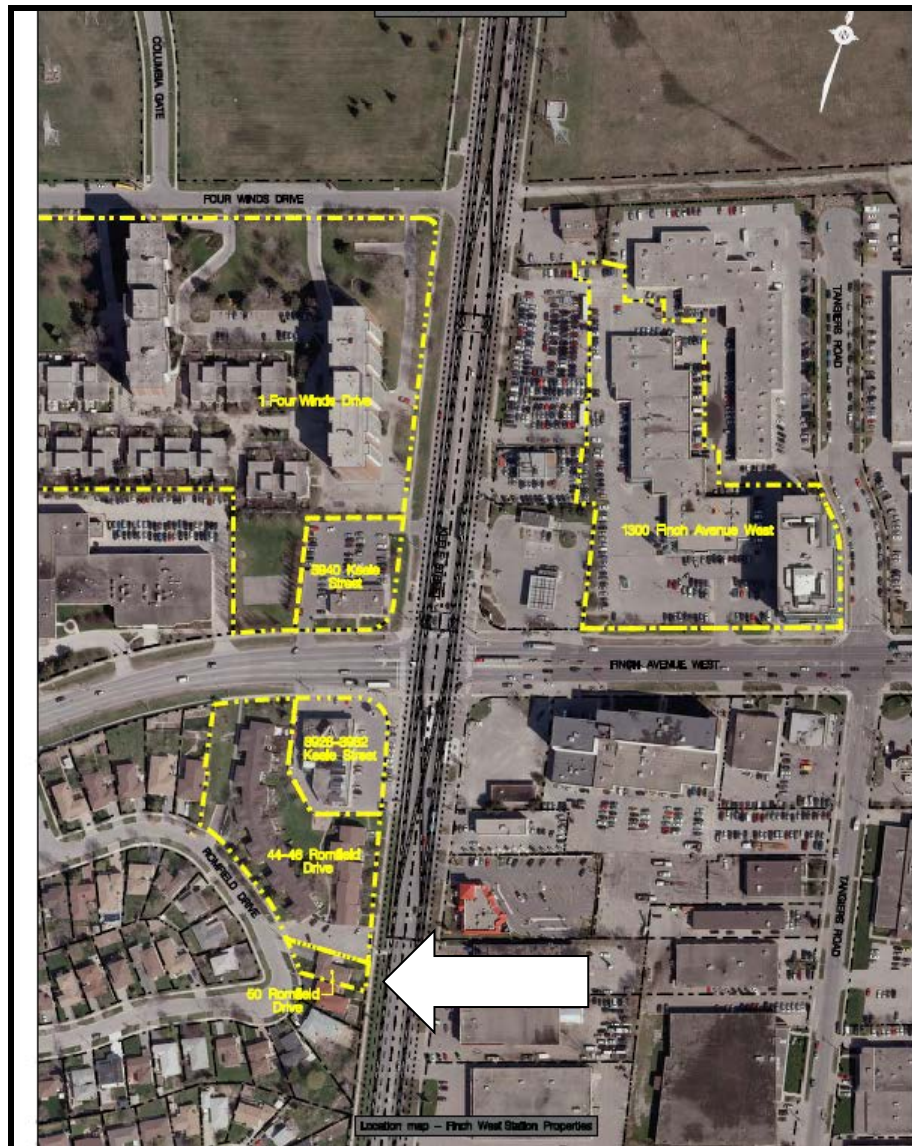 N
COLUMBIA GATE
FOUR WINDS DRIVE
TANGIERS ROAD
1 Four Winds Drive
KEELE STREET
3940 Keele
Street
1300 Finch Avenue West
FINCH AVENUE WEST
3926-3932
Keele Street
44-46 Romfield
Drive
ROMFIELD DRIVE
TANGIERS ROAD
50 Romfield
Drive
Location map - Finch West Station Properties